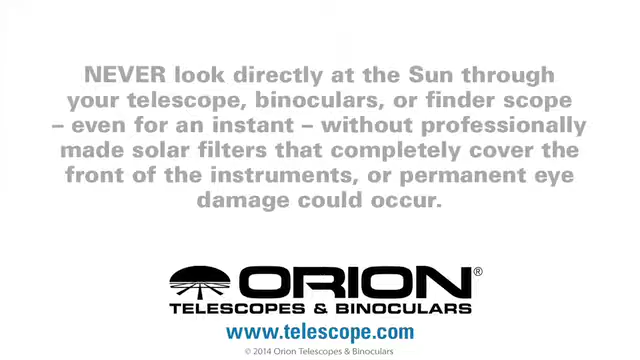 NEVER look directly at the Sun through
your telescope, binoculars, or finder scope
– even for an instant – without professionally
made solar filters that completely cover the
front of the instruments, or permanent eye
damage could occur.
ORION®
TELESCOPES & BINOCULARS
www.telescope.com
© 2014 Orion Telescopes & Binoculars